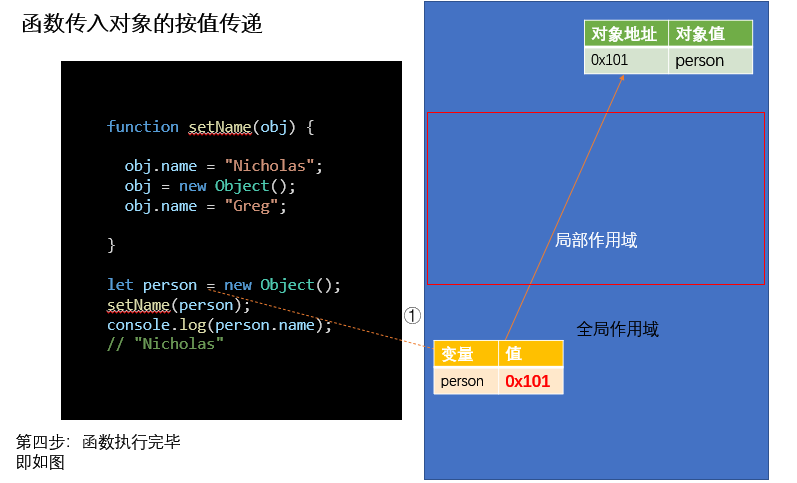 函数传入对象的按值传递
function setName(obj) {
obj.name = "Nicholas";
obj = new Object();
obj.name = "Greg";
}
let person = new Object();
setName(person);
console.log(person.name);
// "Nicholas"
第四步：函数执行完毕
即如图
对象地址 对象值
0x101 person
局部作用域
①
全局作用域
变量 值
person 0x101